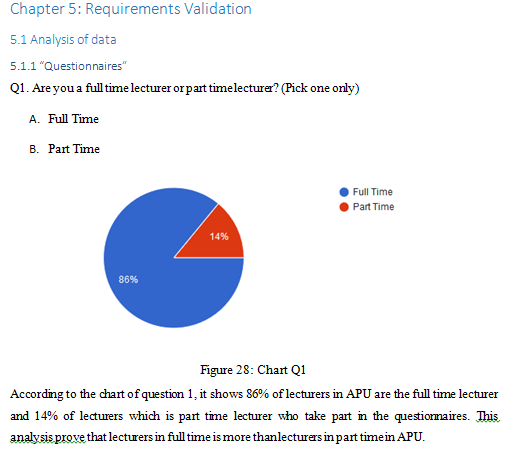 Chapter 5: Requirements Validation
5.1 Analysis of data
5.1.1 “Questionnaires”
Q1. Are you a full time lecturer or part time lecturer? (Pick one only)
A. Full Time
B. Part Time
Full Time
Part Time
14%
86%
Figure 28: Chart Q1
According to the chart of question 1, it shows 86% of lecturers in APU are the full time lecturer
and 14% of lecturers which is part time lecturer who take part in the questionnaires. This
analysis prove that lecturers in full time is more than lecturers in part time in APU.